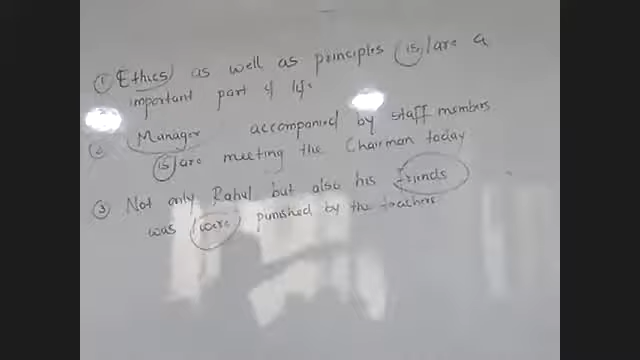 ① Ethics as well as principles is/are a
important part of life
② Manager accompanied by staff members
is/are meeting the Chairman today
③ Not only Rahul but also his friends
was/were punished by the teachers